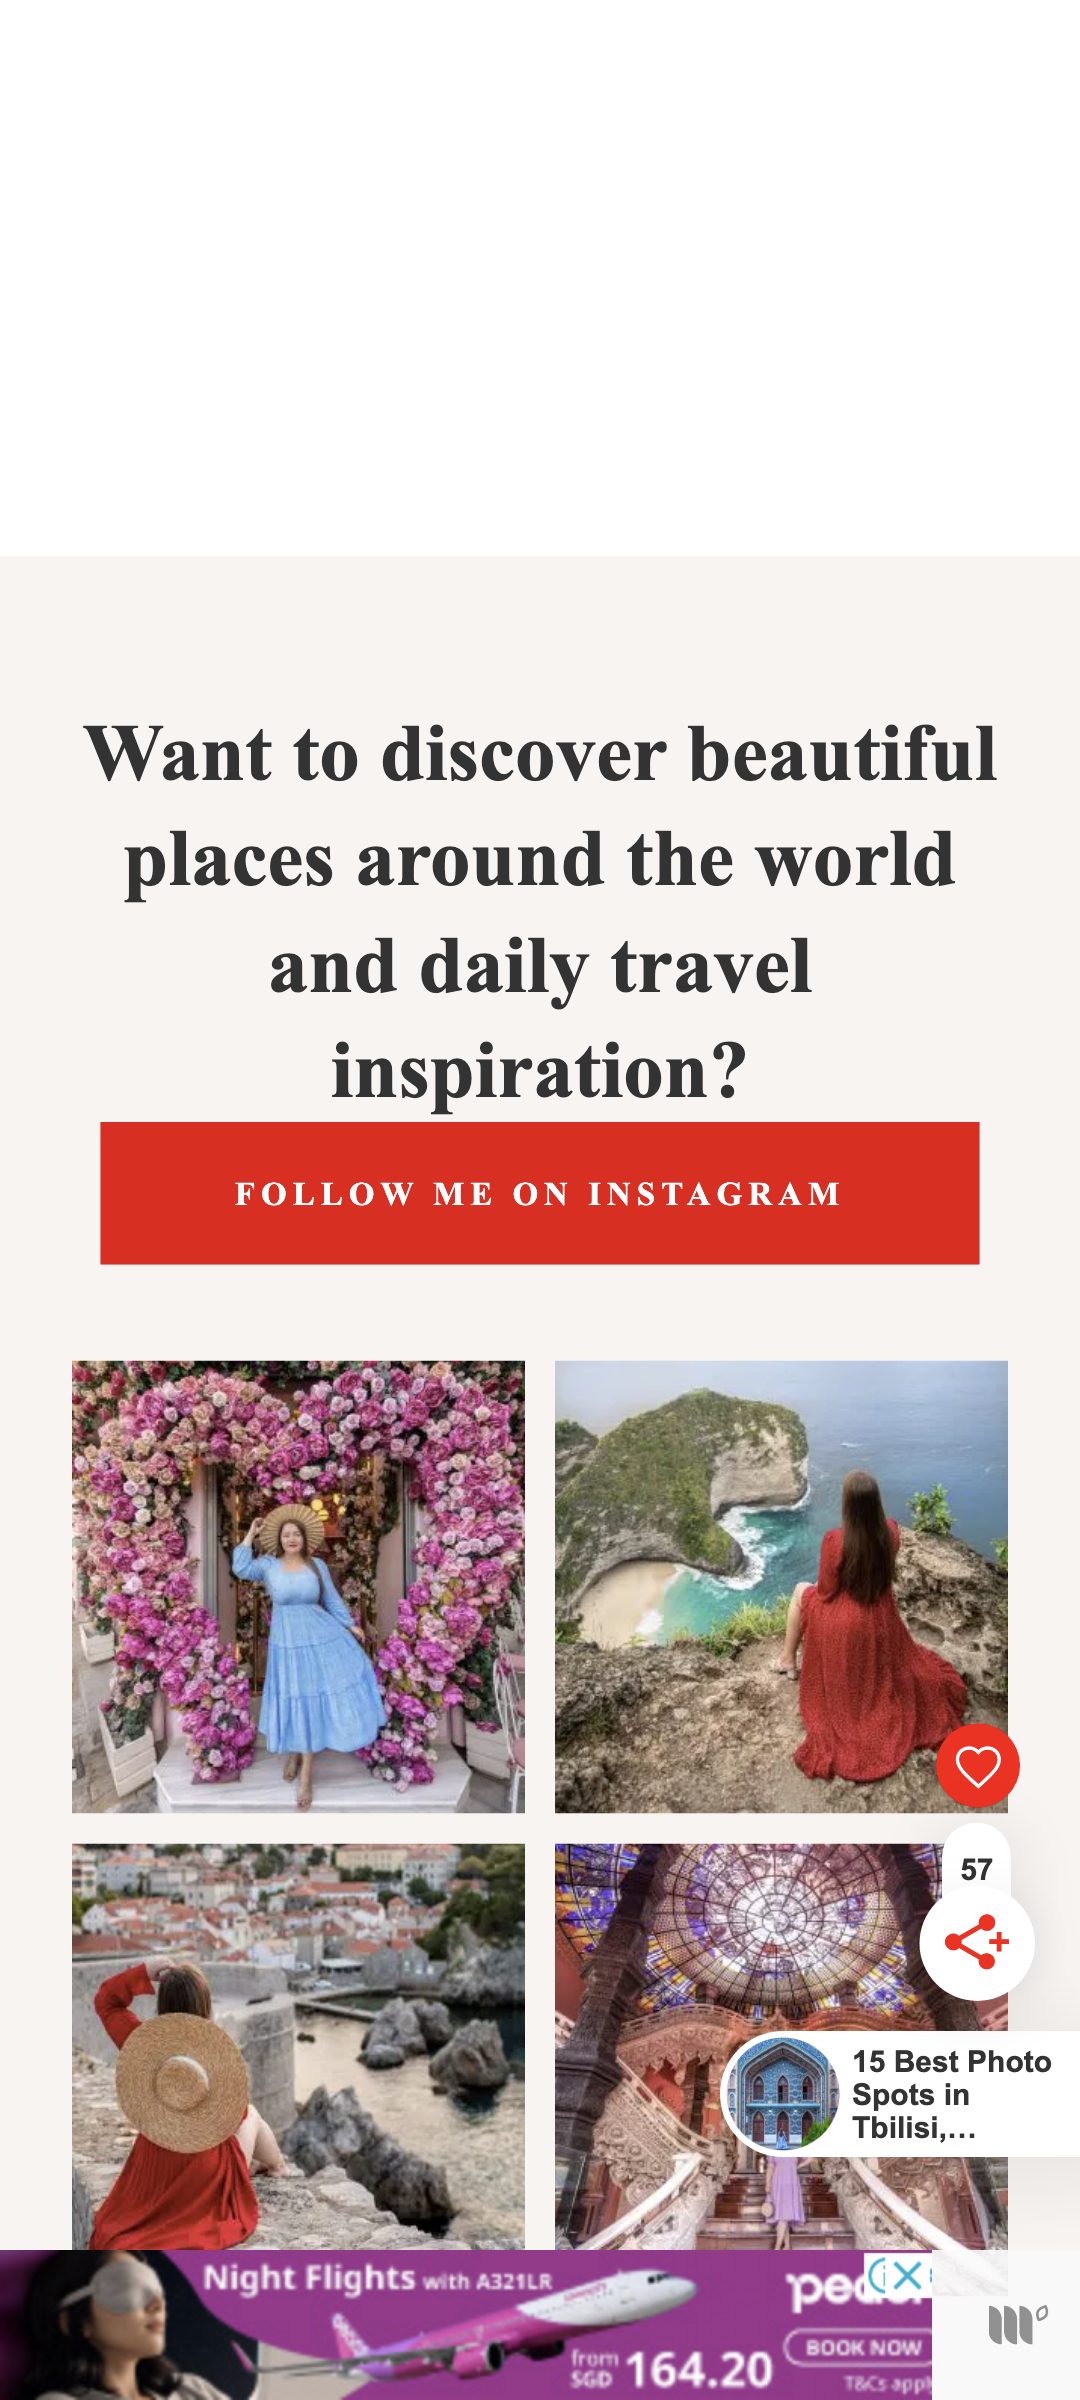 Want to discover beautiful
places around the world
and daily travel
inspiration?
FOLLOW ME ON INSTAGRAM
57
15 Best Photo
Spots in
Tbilisi,...
Night Flights with A321LR
from
SGD 164.20
BOOK NOW
T&Cs apply